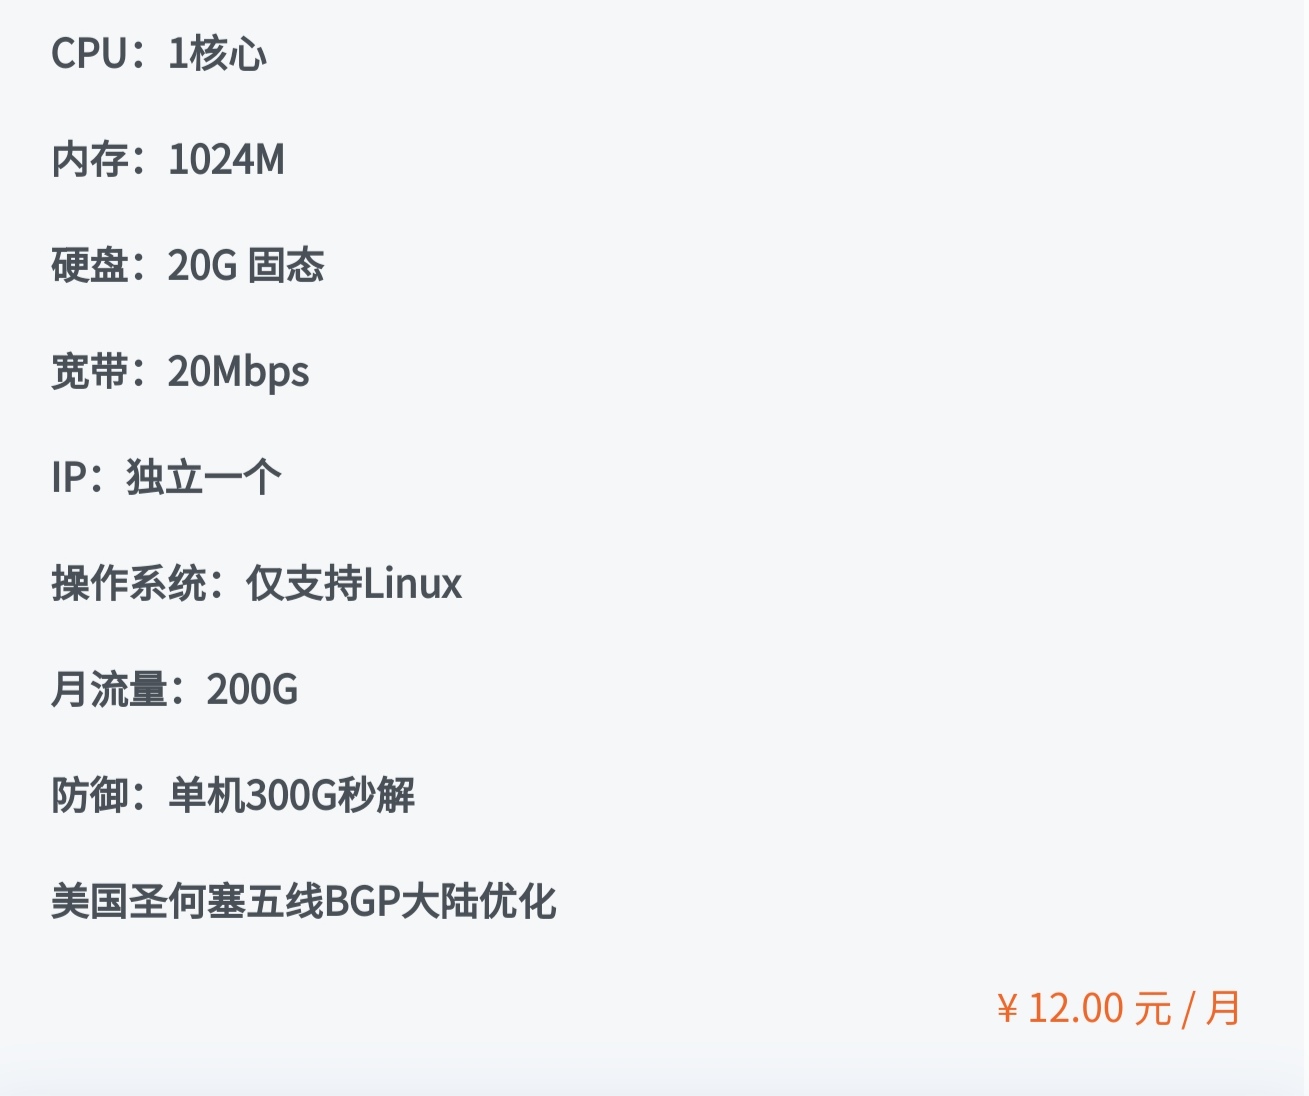 CPU：1核心
内存：1024M
硬盘：20G 固态
宽带：20Mbps
IP：独立一个
操作系统：仅支持Linux
月流量：200G
防御：单机300G秒解
美国圣何塞五线BGP大陆优化
¥ 12.00 元 / 月